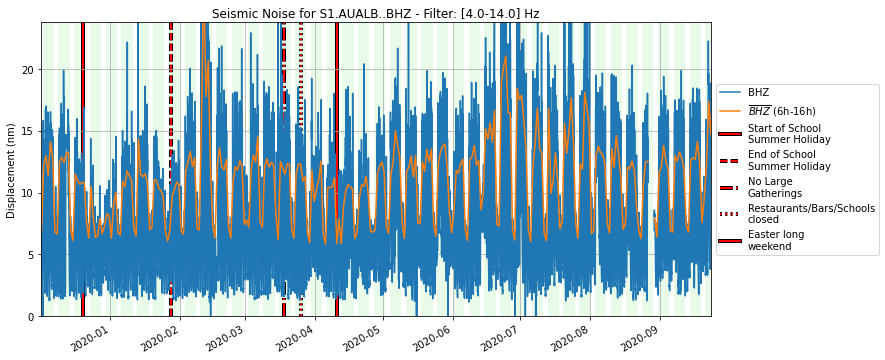 Seismic Noise for S1.AUALB..BHZ - Filter: [4.0-14.0] Hz
Displacement (nm)
20
15
10
5
0
2020-01
2020-02
2020-03
2020-04
2020-05
2020-06
2020-07
2020-08
2020-09
BHZ
BHZ (6h-16h)
Start of School
Summer Holiday
End of School
Summer Holiday
No Large
Gatherings
Restaurants/Bars/Schools
closed
Easter long
weekend